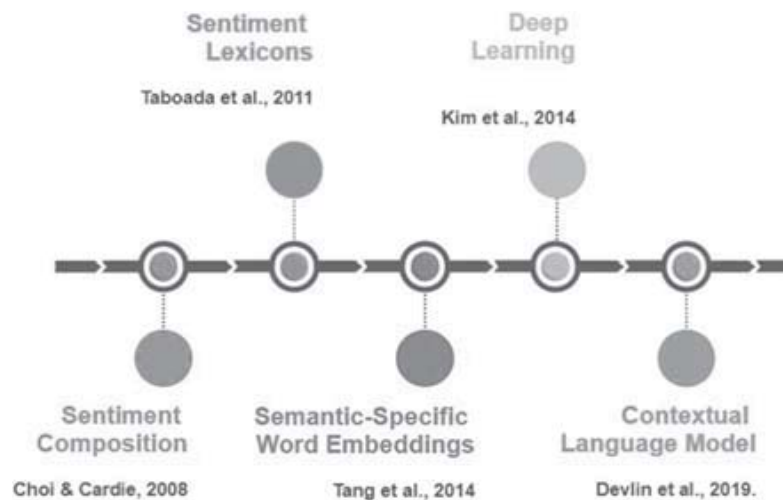 Sentiment
Lexicons
Taboada et al., 2011
Deep
Learning
Kim et al., 2014
Sentiment
Composition
Choi & Cardie, 2008
Semantic-Specific
Word Embeddings
Tang et al., 2014
Contextual
Language Model
Devlin et al., 2019.